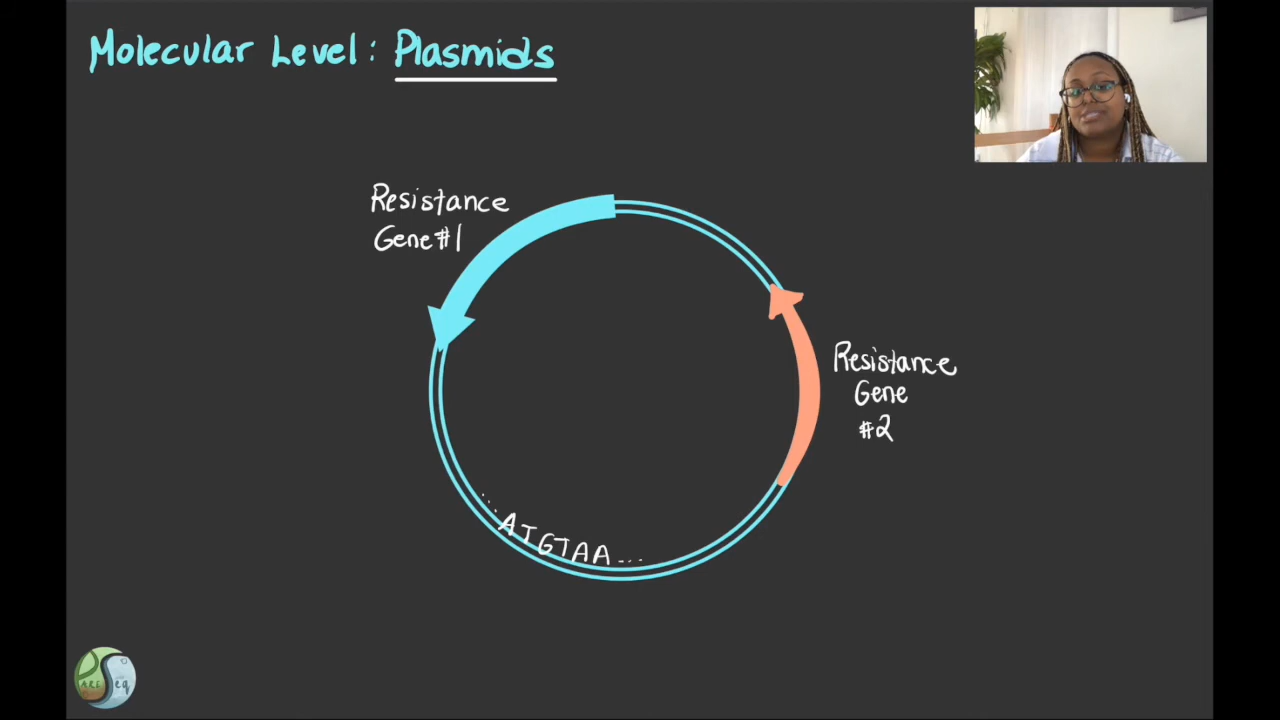 Molecular Level: Plasmids
Resistance
Gene #1
Resistance
Gene
#2
...ATGTAA...